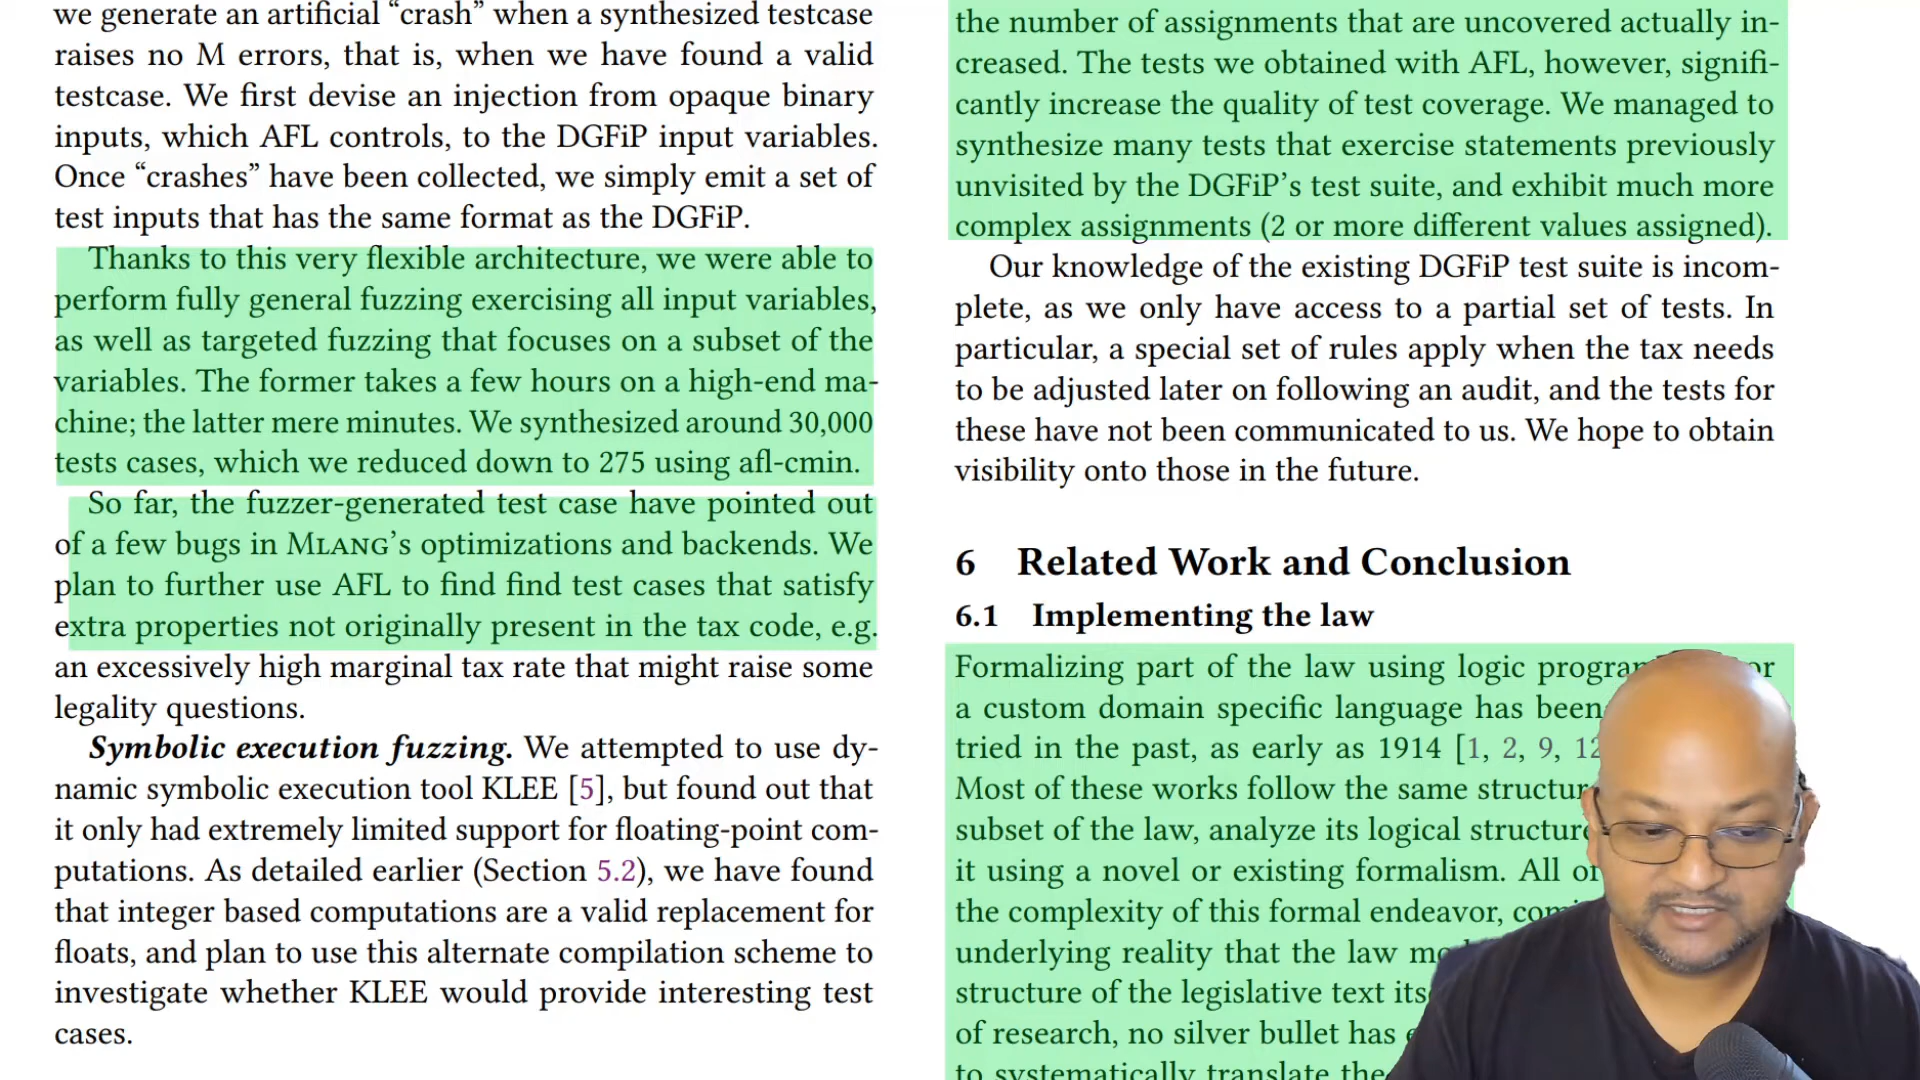 we generate an artificial “crash” when a synthesized testcase
raises no M errors, that is, when we have found a valid
testcase. We first devise an injection from opaque binary
inputs, which AFL controls, to the DGFiP input variables.
Once “crashes” have been collected, we simply emit a set of
test inputs that has the same format as the DGFiP.
Thanks to this very flexible architecture, we were able to
perform fully general fuzzing exercising all input variables,
as well as targeted fuzzing that focuses on a subset of the
variables. The former takes a few hours on a high-end ma-
chine; the latter mere minutes. We synthesized around 30,000
tests cases, which we reduced down to 275 using afl-cmin.
So far, the fuzzer-generated test case have pointed out
of a few bugs in Mlang’s optimizations and backends. We
plan to further use AFL to find find test cases that satisfy
extra properties not originally present in the tax code, e.g.
an excessively high marginal tax rate that might raise some
legality questions.
Symbolic execution fuzzing. We attempted to use dy-
namic symbolic execution tool KLEE [5], but found out that
it only had extremely limited support for floating-point com-
putations. As detailed earlier (Section 5.2), we have found
that integer based computations are a valid replacement for
floats, and plan to use this alternate compilation scheme to
investigate whether KLEE would provide interesting test
cases.
the number of assignments that are uncovered actually in-
creased. The tests we obtained with AFL, however, signifi-
cantly increase the quality of test coverage. We managed to
synthesize many tests that exercise statements previously
unvisited by the DGFiP’s test suite, and exhibit much more
complex assignments (2 or more different values assigned).
Our knowledge of the existing DGFiP test suite is incom-
plete, as we only have access to a partial set of tests. In
particular, a special set of rules apply when the tax needs
to be adjusted later on following an audit, and the tests for
these have not been communicated to us. We hope to obtain
visibility onto those in the future.
6 Related Work and Conclusion
6.1 Implementing the law
Formalizing part of the law using logic
a custom domain specific language has been
tried in the past, as early as 1914 [1, 2, 9,
Most of these works follow the same
subset of the law, analyze its logical
it using a novel or existing formalism. All
the complexity of this formal endeavor,
underlying reality that the law
structure of the legislative text
of research, no silver bullet has
to systematically translate